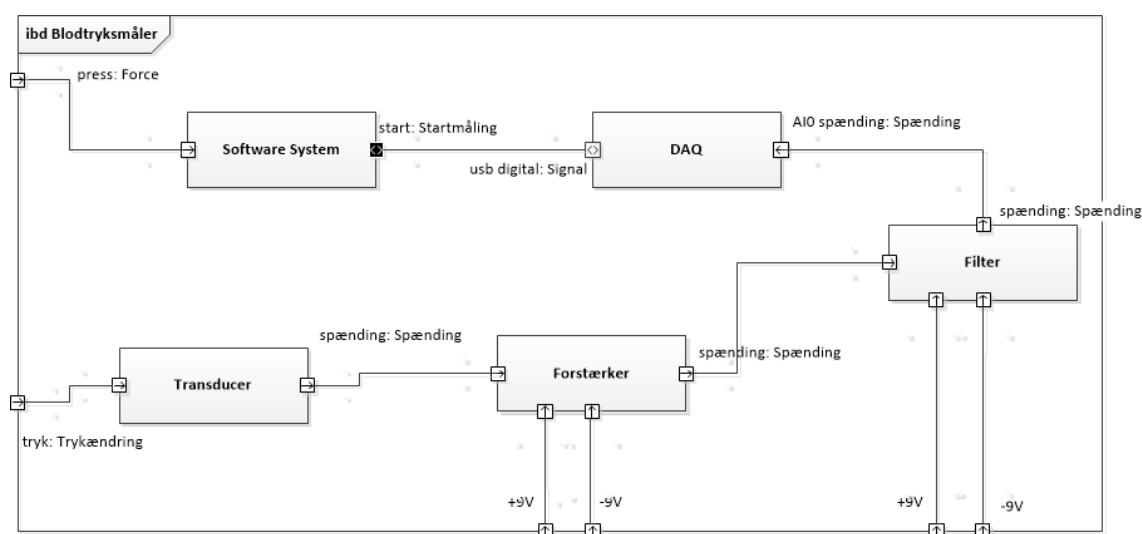 ibd Blodtryksmåler
press: Force
Software System
start: Startmåling
usb digital: Signal
DAQ
AI0 spænding: Spænding
spænding: Spænding
Filter
spænding: Spænding
Transducer
Forstærker
spænding: Spænding
tryk: Trykændring
+9V
-9V
+9V
-9V